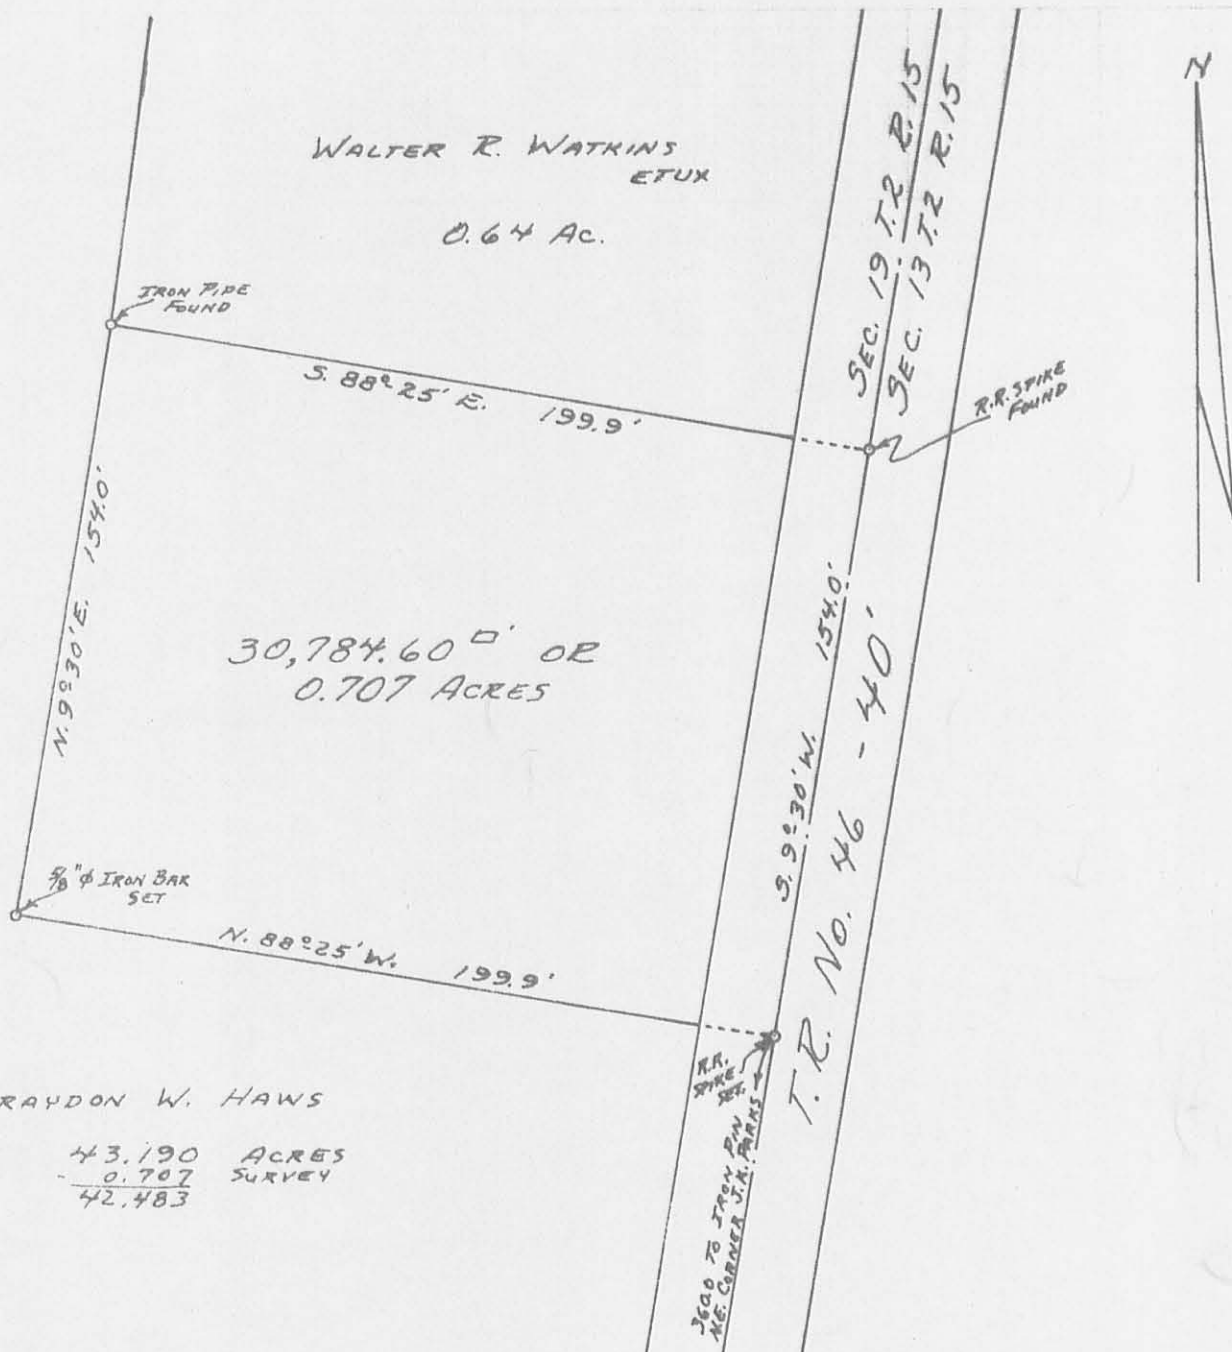 N
SEC. 19 T.2 R.15
SEC. 13 T.2 R.15
WALTER R. WATKINS
ETUX
0.64 AC.
IRON PIPE
FOUND
S. 88° 25' E. 199.9'
R.R. SPIKE
FOUND
N. 9° 30' E. 154.0'
S. 9° 30' W. 154.0'
30,784.60 □' OR
0.707 ACRES
T.R. NO. 46 - 40'
5/8" ϕ IRON BAR
SET
N. 88° 25' W. 199.9'
R.R.
SPIKE
SET
RAYDON W. HAWS
43.190 ACRES
- 0.707 SURVEY
42.483
360.0 TO IRON PIN
NE. CORNER J.K. PARKS